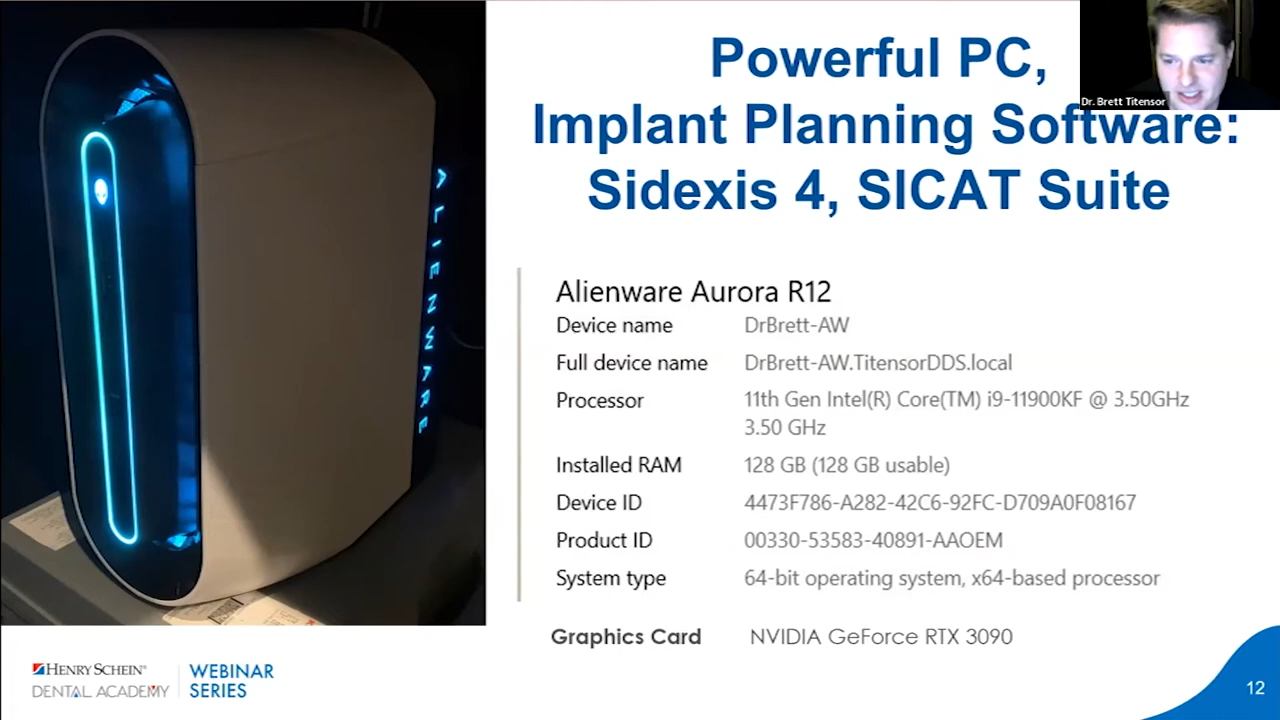 Powerful PC,
Implant Planning Software:
Sidexis 4, SICAT Suite
Dr. Brett Titensor
ALIENWARE
Alienware Aurora R12
Device name DrBrett-AW
Full device name DrBrett-AW.TitensorDDS.local
Processor 11th Gen Intel(R) Core(TM) i9-11900KF @ 3.50GHz
3.50 GHz
Installed RAM 128 GB (128 GB usable)
Device ID 4473F786-A282-42C6-92FC-D709A0F08167
Product ID 00330-53583-40891-AAOEM
System type 64-bit operating system, x64-based processor
Graphics Card NVIDIA GeForce RTX 3090
HENRY SCHEIN®
DENTAL ACADEMY
WEBINAR
SERIES
12